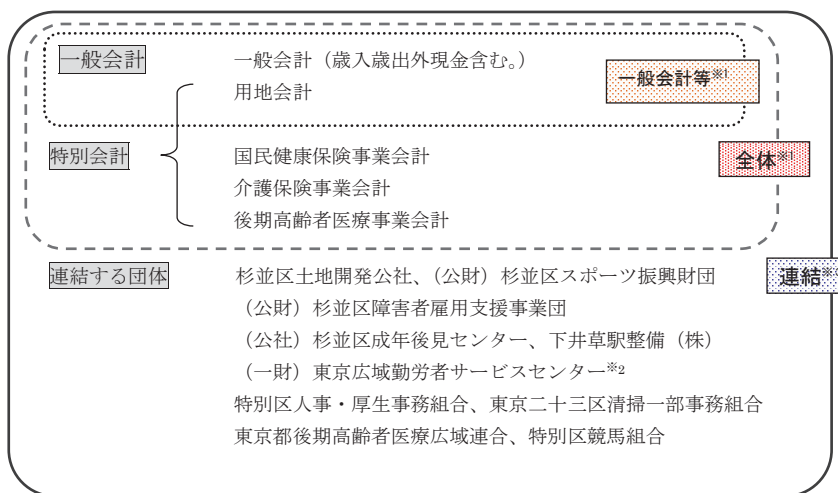 一般会計 一般会計（歳入歳出外現金含む。）
用地会計
一般会計等※1
特別会計 国民健康保険事業会計
全体※1
介護保険事業会計
後期高齢者医療事業会計
連結する団体 杉並区土地開発公社、（公財）杉並区スポーツ振興財団
連結※
（公財）杉並区障害者雇用支援事業団
（公社）杉並区成年後見センター、下井草駅整備（株）
（一財）東京広域勤労者サービスセンター※2
特別区人事・厚生事務組合、東京二十三区清掃一部事務組合
東京都後期高齢者医療広域連合、特別区競馬組合